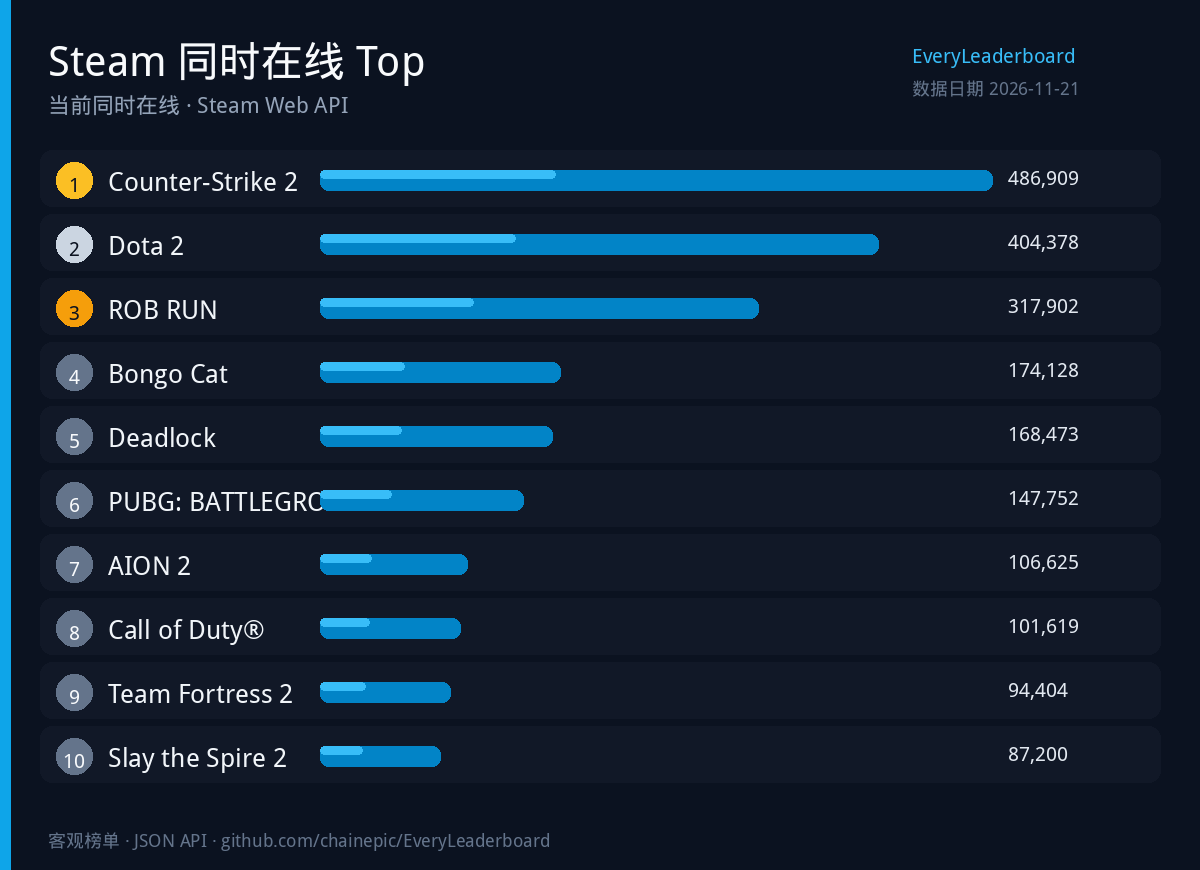 Steam 同时在线 Top
当前同时在线 · Steam Web API
EveryLeaderboard
数据日期 2026-11-21
1 Counter-Strike 2 486,909
2 Dota 2 404,378
3 ROB RUN 317,902
4 Bongo Cat 174,128
5 Deadlock 168,473
6 PUBG: BATTLEGRO 147,752
7 AION 2 106,625
8 Call of Duty® 101,619
9 Team Fortress 2 94,404
10 Slay the Spire 2 87,200
客观榜单 · JSON API · github.com/chainepic/EveryLeaderboard